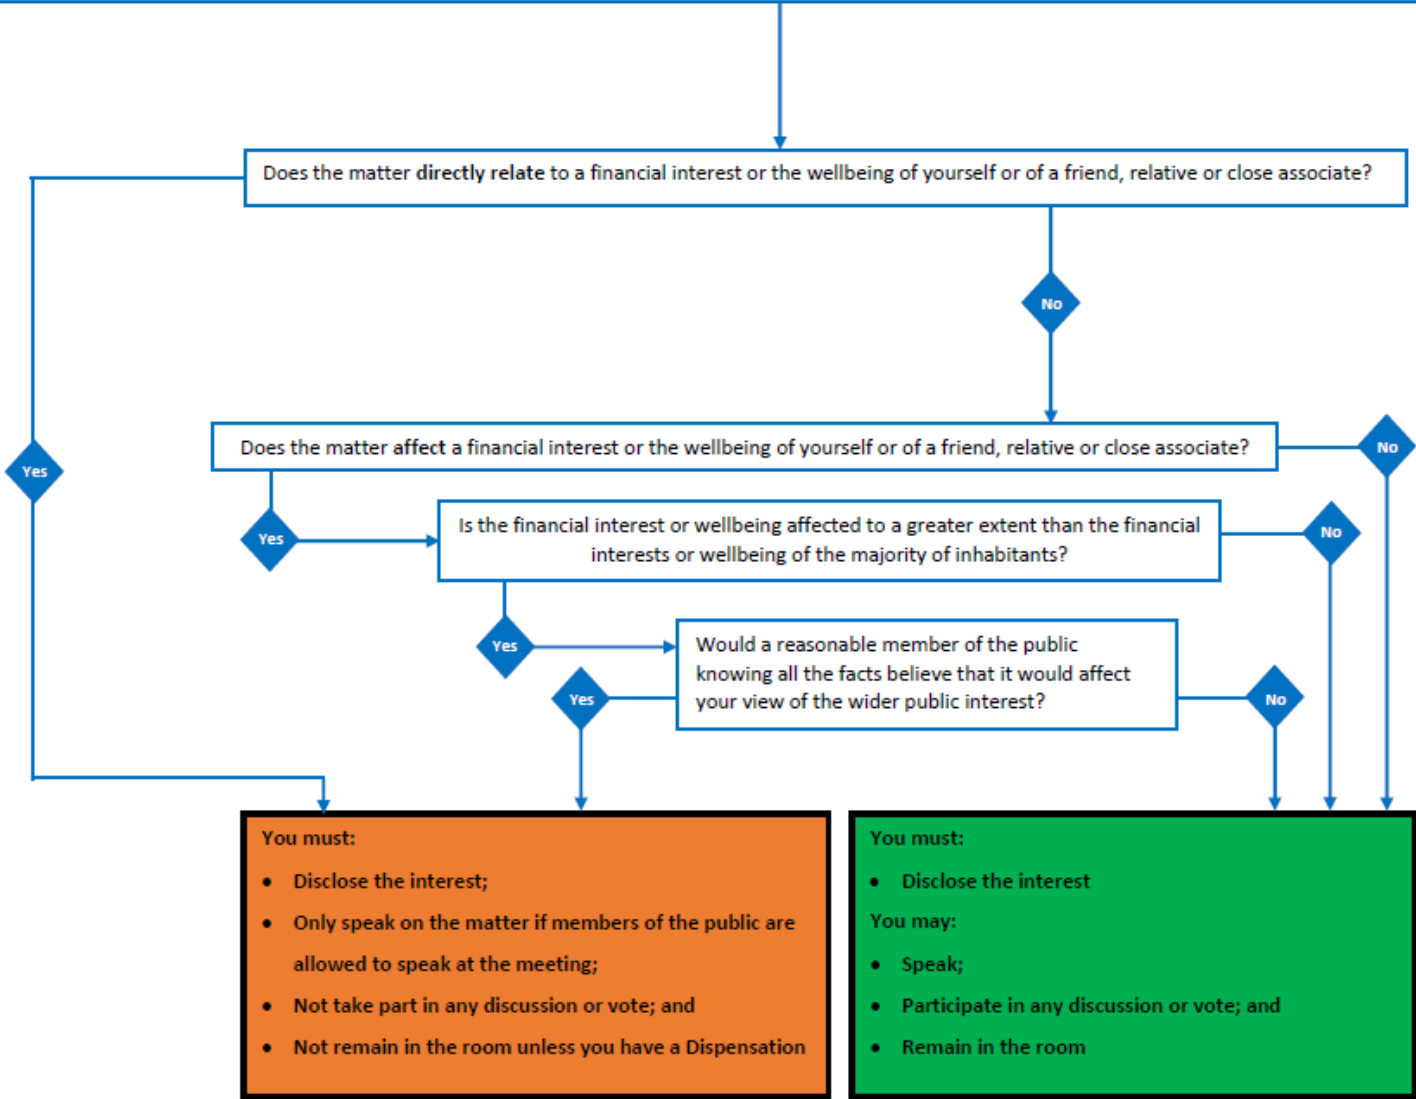 Does the matter directly relate to a financial interest or the wellbeing of yourself or of a friend, relative or close associate?
No
Yes
Does the matter affect a financial interest or the wellbeing of yourself or of a friend, relative or close associate?
No
Yes
Is the financial interest or wellbeing affected to a greater extent than the financial
interests or wellbeing of the majority of inhabitants?
No
Yes
Would a reasonable member of the public
knowing all the facts believe that it would affect
your view of the wider public interest?
Yes
No
You must:
• Disclose the interest;
• Only speak on the matter if members of the public are
allowed to speak at the meeting;
• Not take part in any discussion or vote; and
• Not remain in the room unless you have a Dispensation
You must:
• Disclose the interest
You may:
• Speak;
• Participate in any discussion or vote; and
• Remain in the room